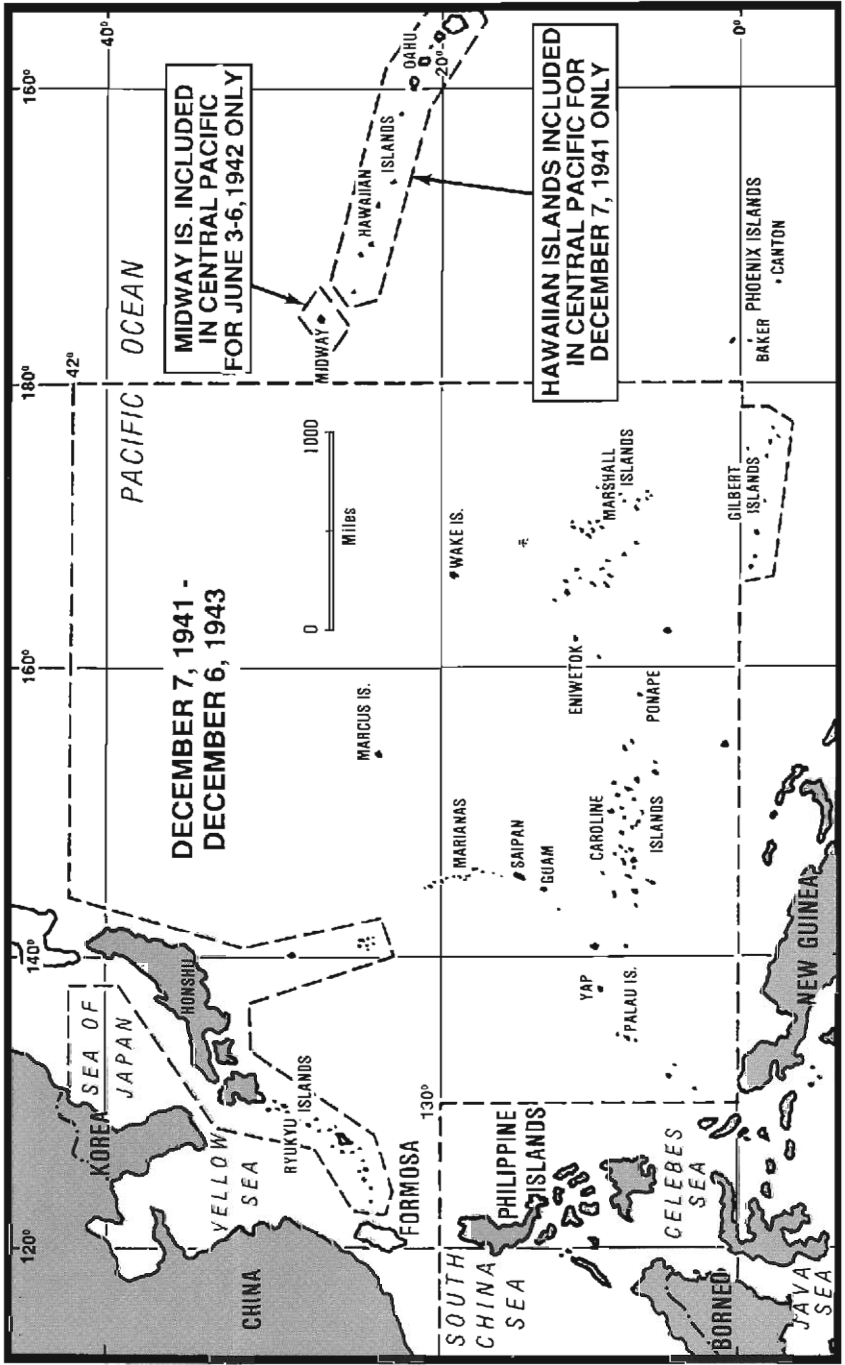 120°
140°
160°
180°
160°
42°
40°
PACIFIC OCEAN
MIDWAY IS. INCLUDED
IN CENTRAL PACIFIC
FOR JUNE 3-6, 1942 ONLY
DECEMBER 7, 1941 -
DECEMBER 6, 1943
KOREA
SEA OF
JAPAN
HONSHU
CHINA
YELLOW
SEA
RYUKYU ISLANDS
FORMOSA
0
1000
Miles
MARCUS IS.
MIDWAY
HAWAIIAN
ISLANDS
OAHU
20°
130°
HAWAIIAN ISLANDS INCLUDED
IN CENTRAL PACIFIC FOR
DECEMBER 7, 1941 ONLY
SOUTH
CHINA
SEA
PHILIPPINE
ISLANDS
MARIANAS
SAIPAN
GUAM
WAKE IS.
YAP
PALAU IS.
CAROLINE
ISLANDS
ENIWETOK
PONAPE
MARSHALL
ISLANDS
CELEBES
SEA
BORNEO
JAVA
SEA
NEW GUINEA
GILBERT
ISLANDS
0°
BAKER
PHOENIX ISLANDS
CANTON